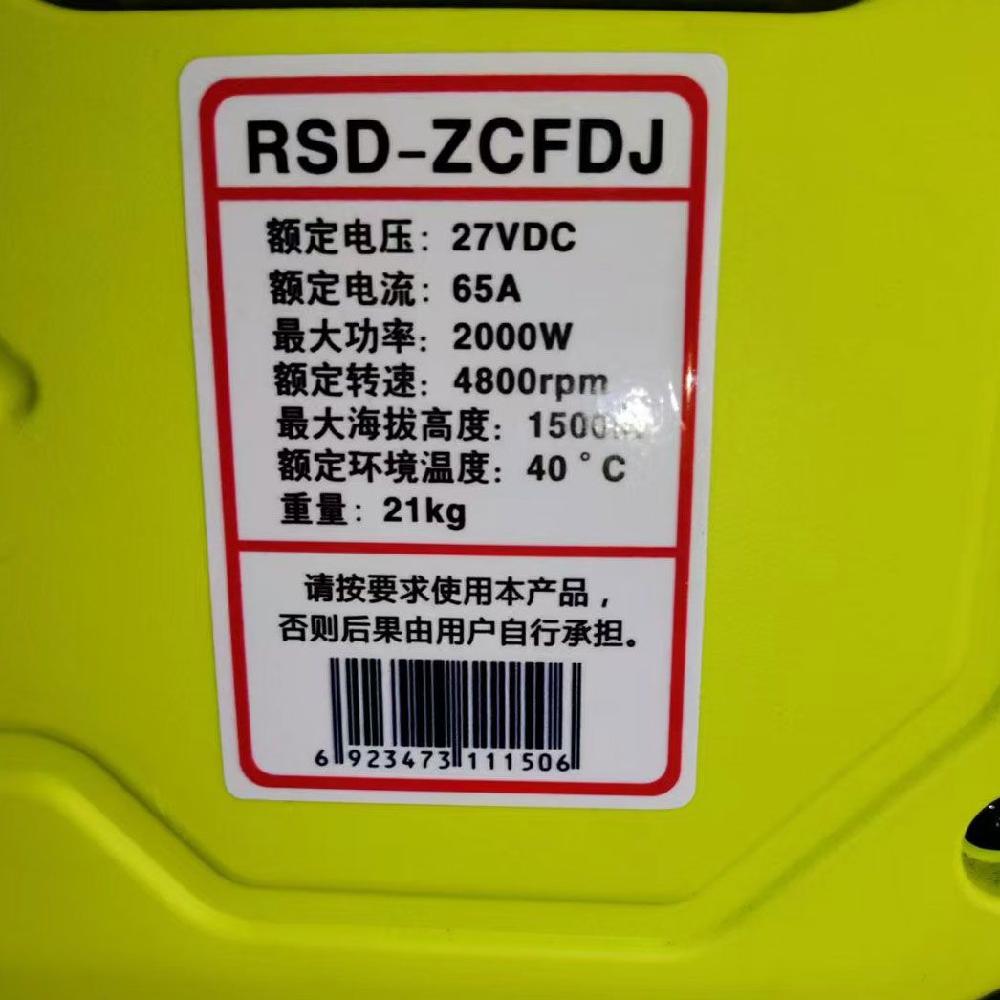 RSD-ZCFDJ
额定电压：27VDC
额定电流：65A
最大功率：2000W
额定转速：4800rpm
最大海拔高度：1500m
额定环境温度：40°C
重量：21kg
请按要求使用本产品，
否则后果由用户自行承担。
6 923473 111506